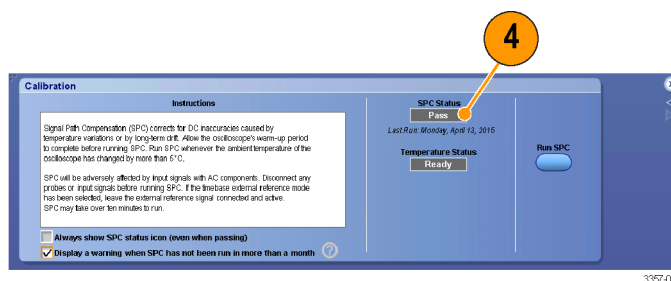 4
Calibration
Instructions
Signal Path Compensation (SPC) corrects for DC inaccuracies caused by
temperature variations or by long-term drift. Allow the oscilloscope's warm-up period
to complete before running SPC. Run SPC whenever the ambient temperature of the
oscilloscope has changed by more than 5°C.
SPC will be adversely affected by input signals with AC components. Disconnect any
probes or input signals before running SPC. If the timebase external reference mode
has been selected, leave the external reference signal connected and active.
SPC may take over ten minutes to run.
Always show SPC status icon (even when passing)
Display a warning when SPC has not been run in more than a month
?
SPC Status
Pass
Last Run: Monday, April 13, 2015
Temperature Status
Ready
Run SPC